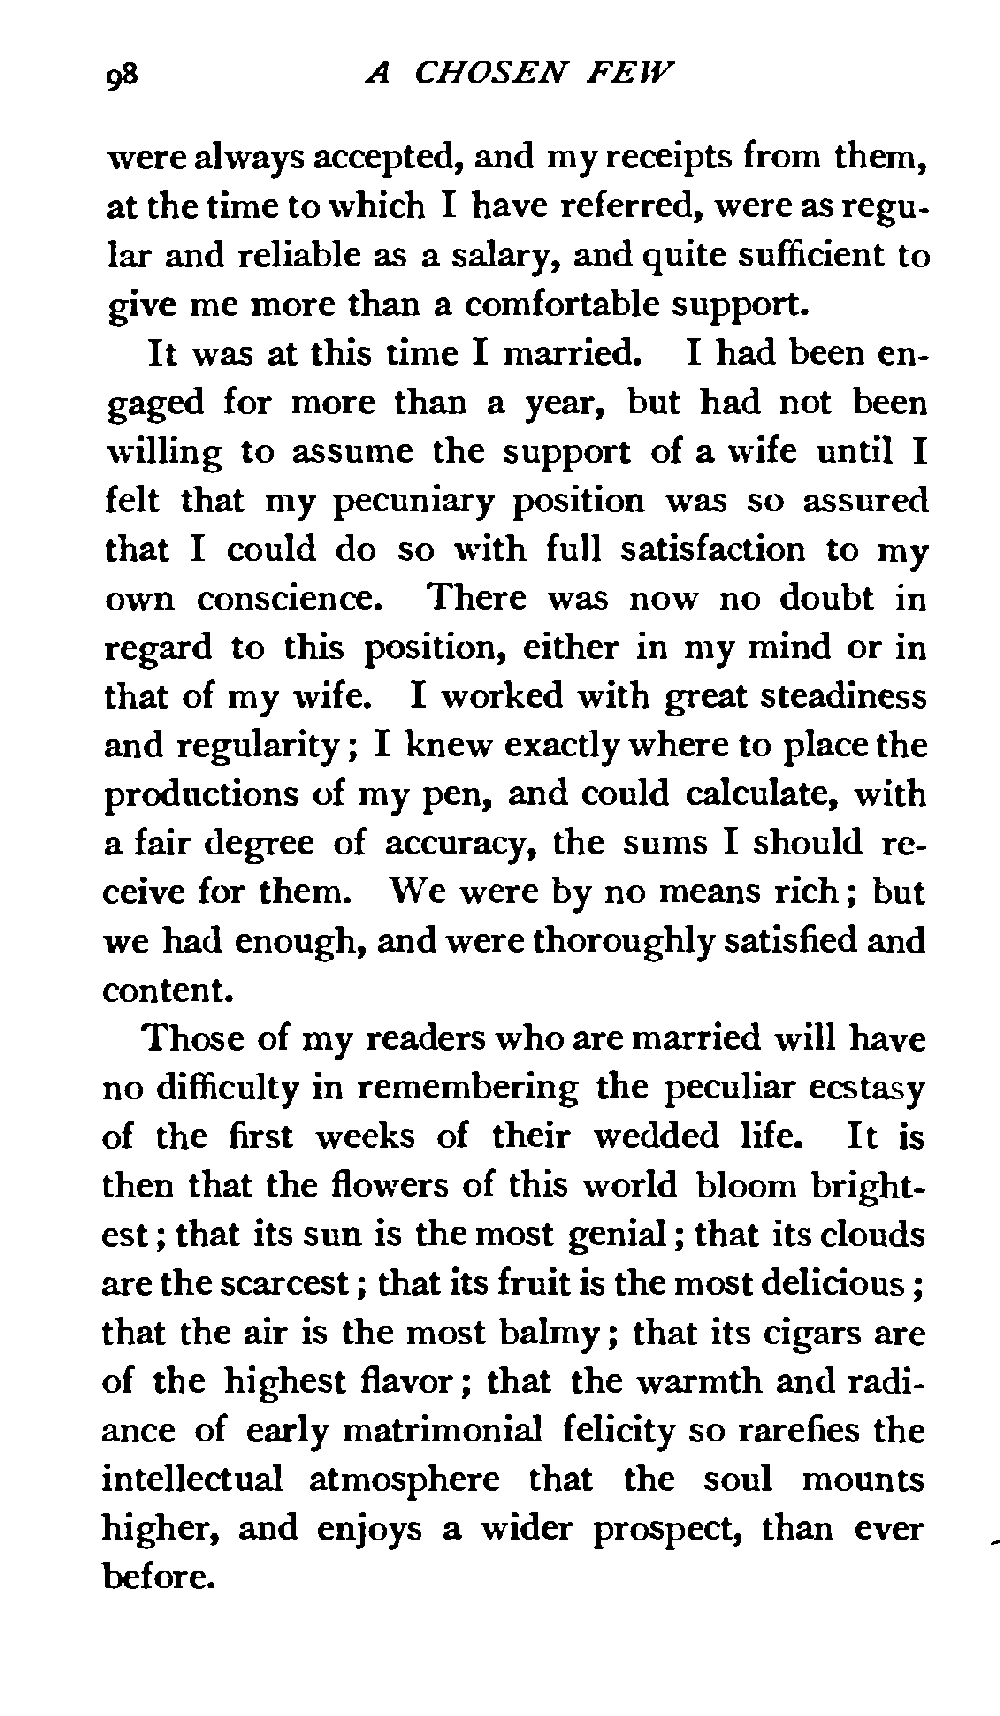 98 A CHOSEN FEW
were always accepted, and my receipts from them,
at the time to which I have referred, were as regu-
lar and reliable as a salary, and quite sufficient to
give me more than a comfortable support.
It was at this time I married. I had been en-
gaged for more than a year, but had not been
willing to assume the support of a wife until I
felt that my pecuniary position was so assured
that I could do so with full satisfaction to my
own conscience. There was now no doubt in
regard to this position, either in my mind or in
that of my wife. I worked with great steadiness
and regularity; I knew exactly where to place the
productions of my pen, and could calculate, with
a fair degree of accuracy, the sums I should re-
ceive for them. We were by no means rich; but
we had enough, and were thoroughly satisfied and
content.
Those of my readers who are married will have
no difficulty in remembering the peculiar ecstasy
of the first weeks of their wedded life. It is
then that the flowers of this world bloom bright-
est; that its sun is the most genial; that its clouds
are the scarcest; that its fruit is the most delicious;
that the air is the most balmy; that its cigars are
of the highest flavor; that the warmth and radi-
ance of early matrimonial felicity so rarefies the
intellectual atmosphere that the soul mounts
higher, and enjoys a wider prospect, than ever
before.